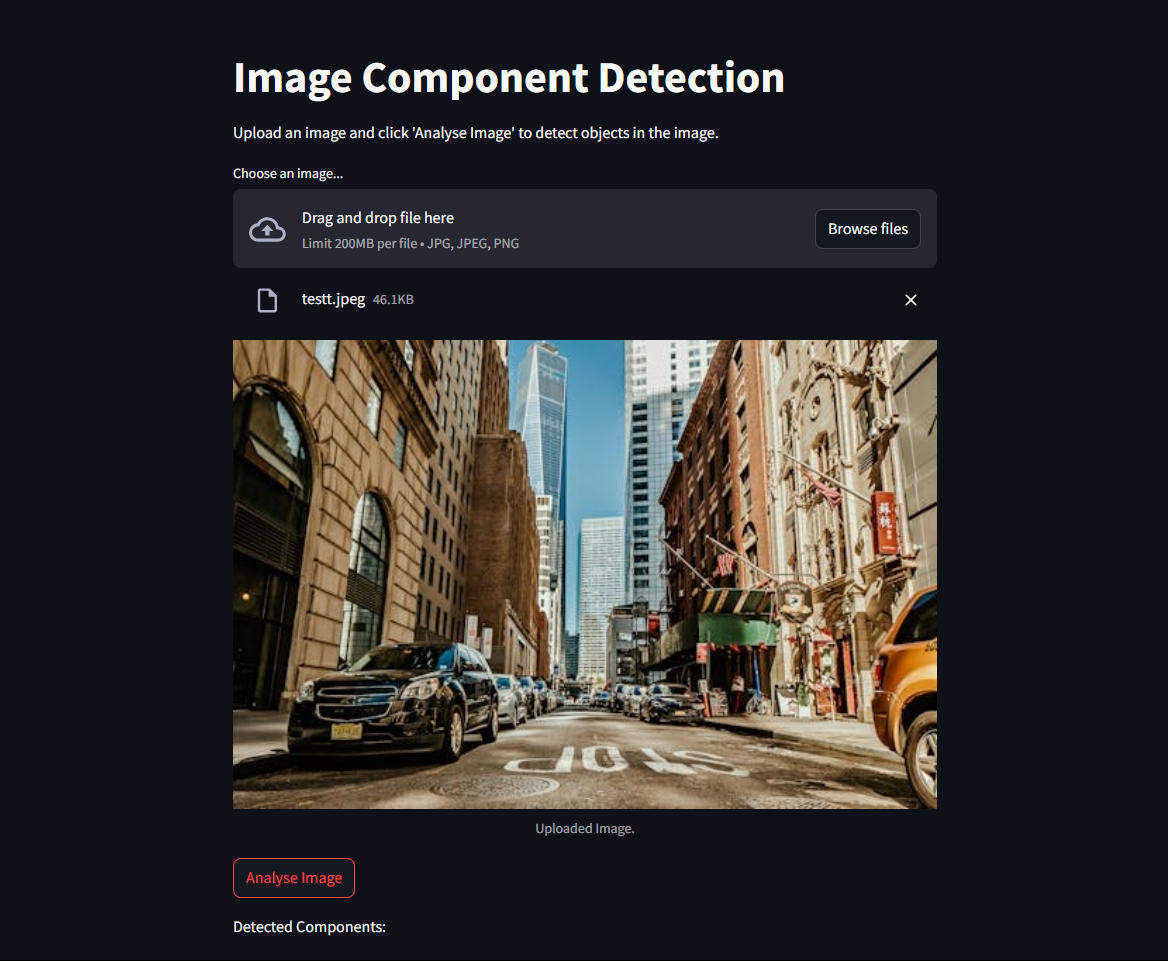 Image Component Detection
Upload an image and click 'Analyse Image' to detect objects in the image.
Choose an image...
Drag and drop file here
Limit 200MB per file • JPG, JPEG, PNG
Browse files
testt.jpeg 46.1KB
蘇杭
STOP
Uploaded Image.
Analyse Image
Detected Components: